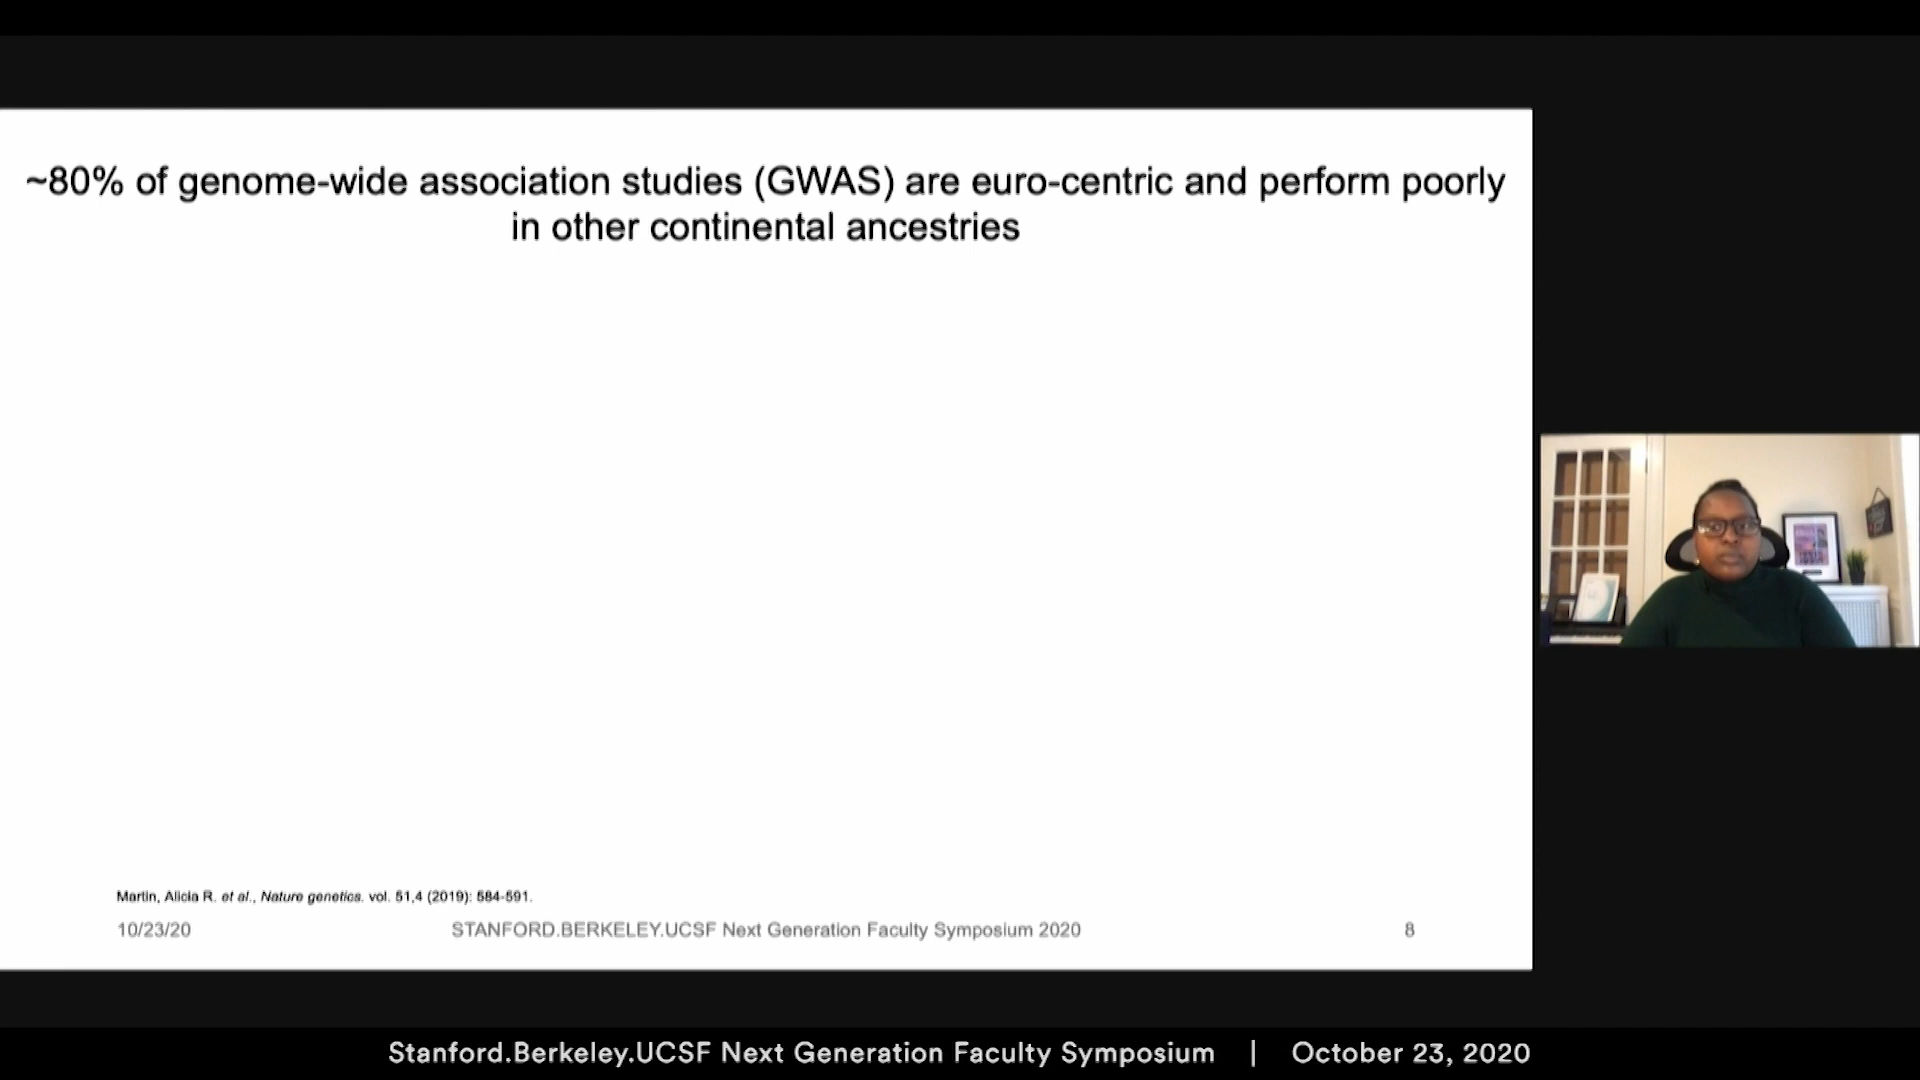 ~80% of genome-wide association studies (GWAS) are euro-centric and perform poorly
in other continental ancestries
Martin, Alicia R. et al., Nature genetics. vol. 51,4 (2019): 584-591.
10/23/20
STANFORD.BERKELEY.UCSF Next Generation Faculty Symposium 2020
8
Stanford.Berkeley.UCSF Next Generation Faculty Symposium | October 23, 2020